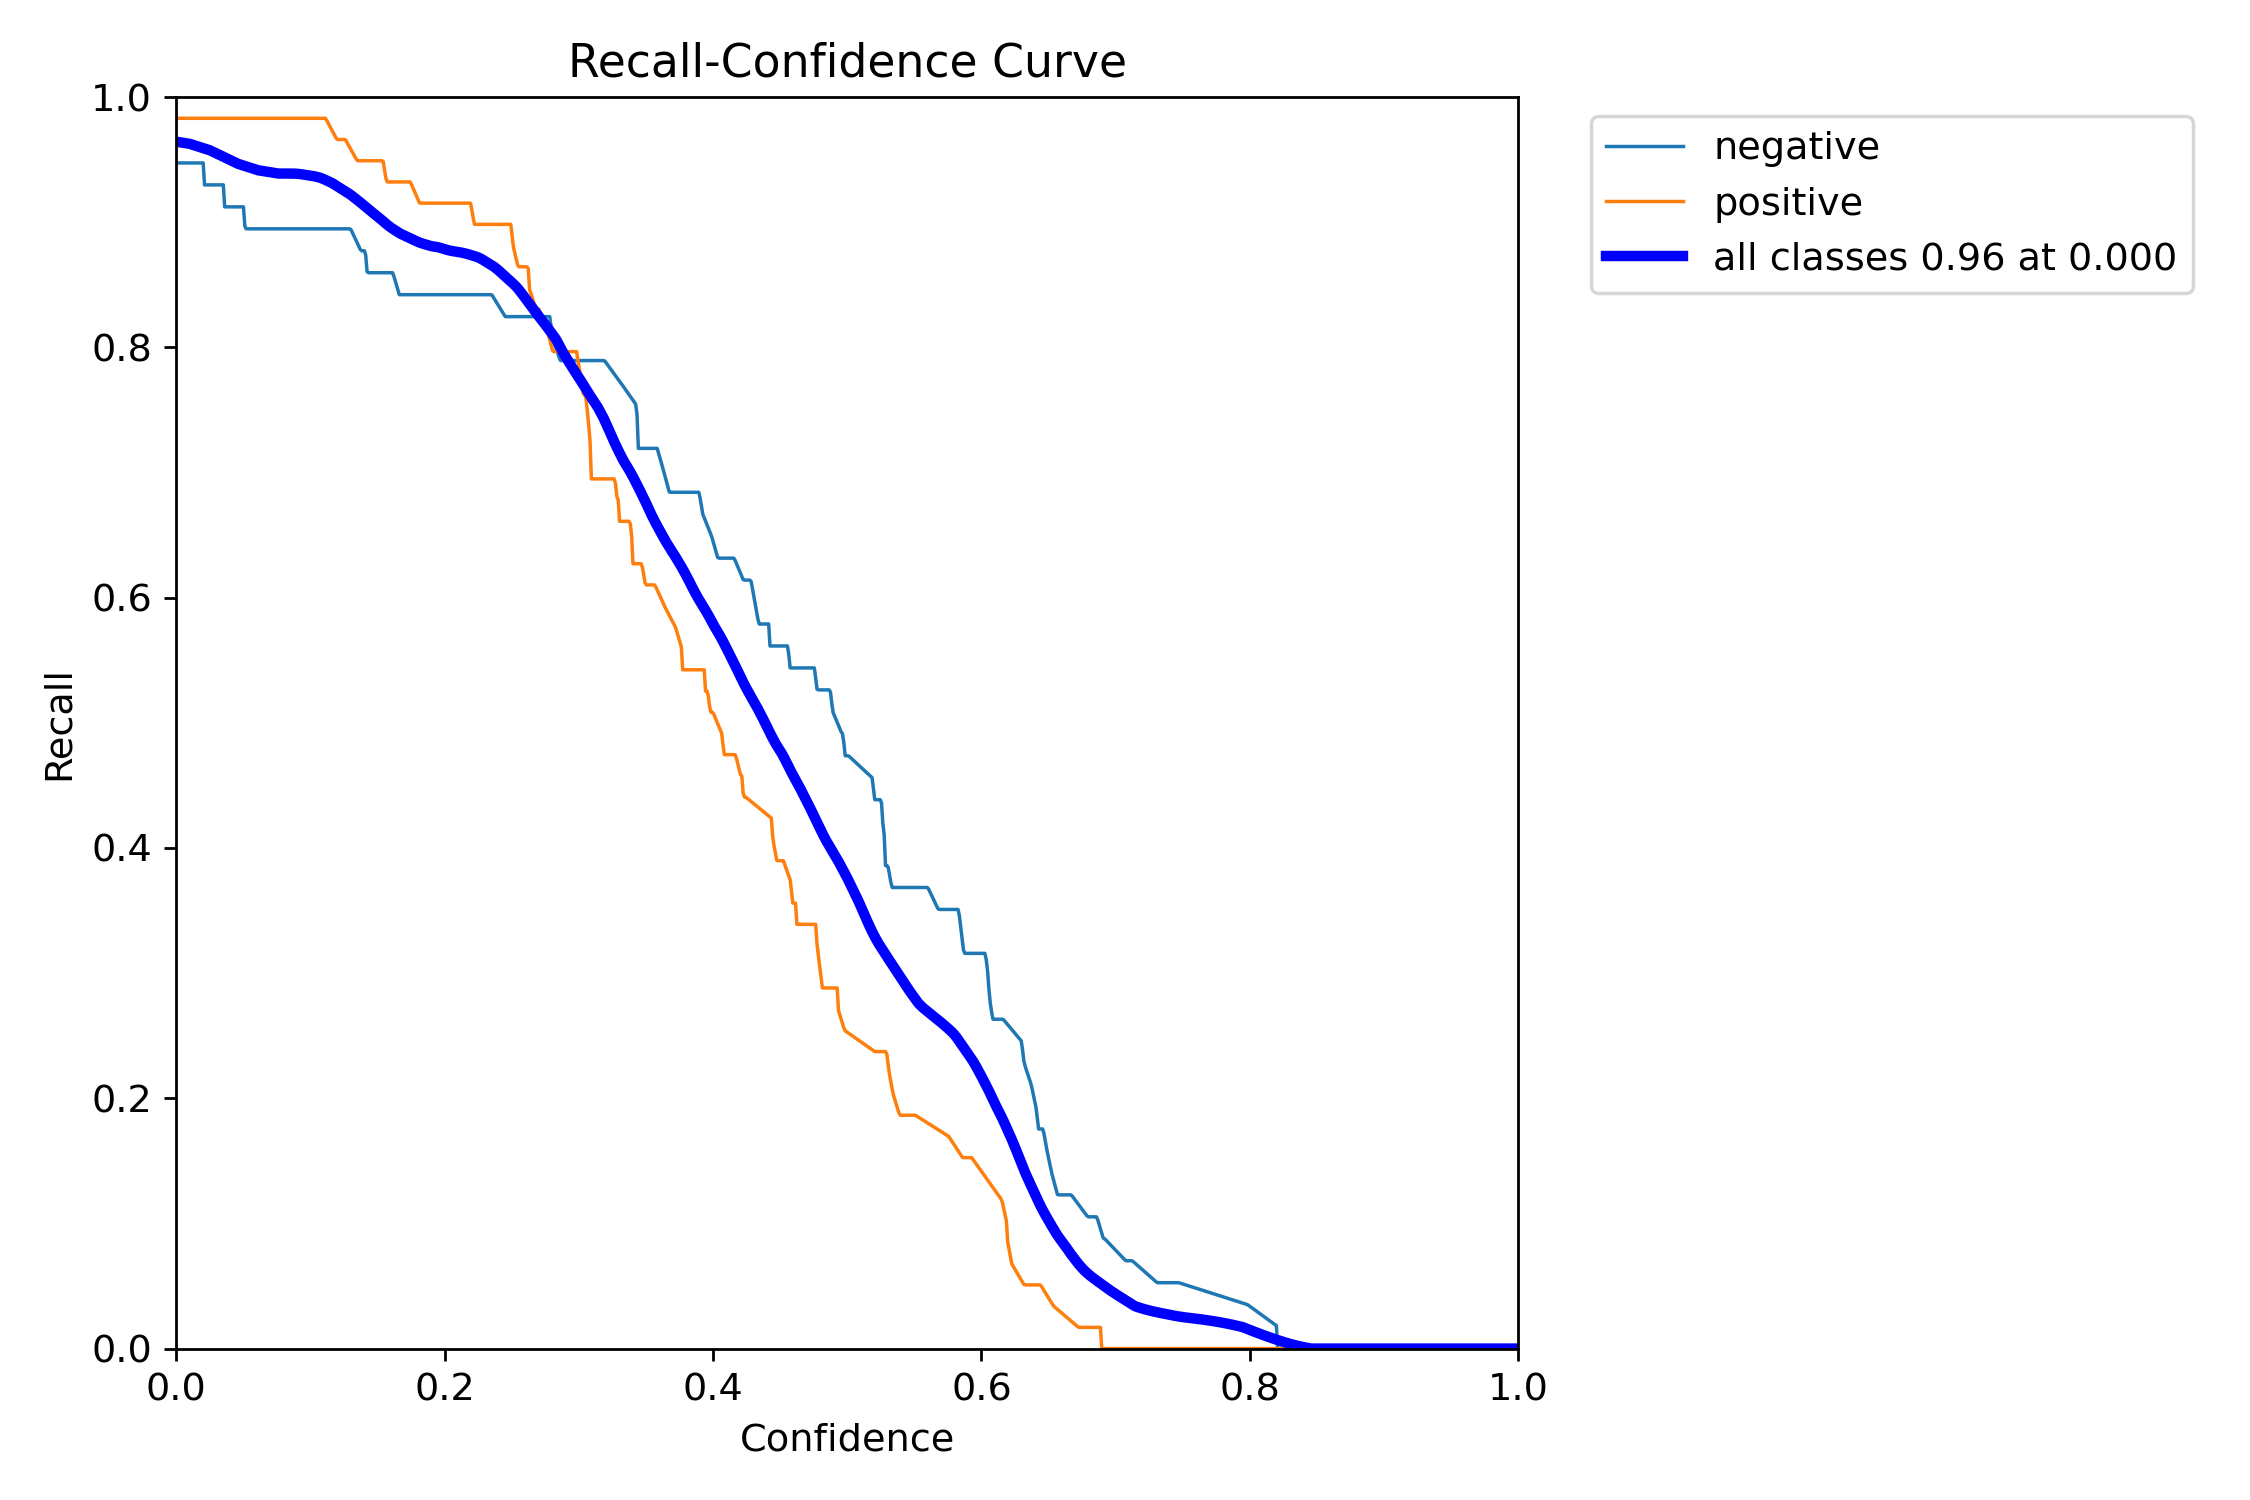 Recall-Confidence Curve
negative
positive
all classes 0.96 at 0.000
1.0
0.8
0.6
0.4
0.2
0.0
Recall
0.0 0.2 0.4 0.6 0.8 1.0
Confidence